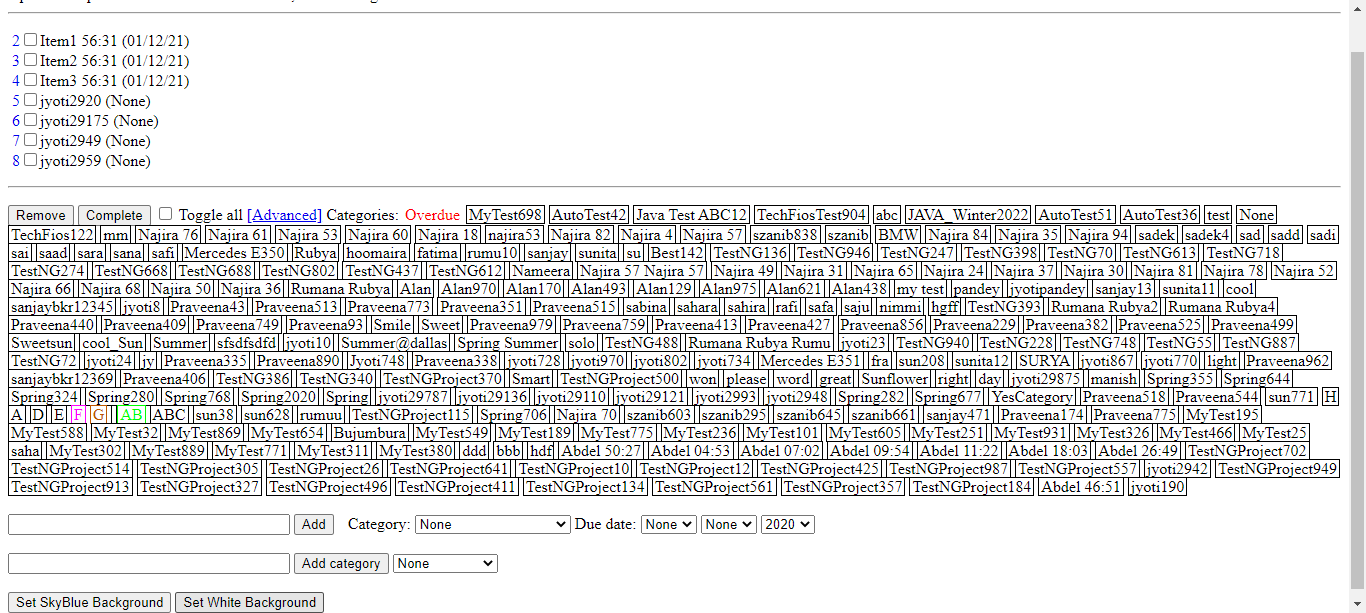 2 Item1 56:31 (01/12/21)
3 Item2 56:31 (01/12/21)
4 Item3 56:31 (01/12/21)
5 jyoti2920 (None)
6 jyoti29175 (None)
7 jyoti2949 (None)
8 jyoti2959 (None)
Remove Complete Toggle all [Advanced] Categories: Overdue MyTest698 AutoTest42 Java Test ABC12 TechFiosTest904 abc JAVA_Winter2022 AutoTest51 AutoTest36 test None
TechFios122 mm Najira 76 Najira 61 Najira 53 Najira 60 Najira 18 najira53 Najira 82 Najira 4 Najira 57 szanib838 szanib BMW Najira 84 Najira 35 Najira 94 sadek sadek4 sad sadd sadi
sai saad sara sana safi Mercedes E350 Rubya hoomaira fatima rumu10 sanjay sunita su Best142 TestNG136 TestNG946 TestNG247 TestNG398 TestNG70 TestNG613 TestNG718
TestNG274 TestNG668 TestNG688 TestNG802 TestNG437 TestNG612 Nameera Najira 57 Najira 57 Najira 49 Najira 31 Najira 65 Najira 24 Najira 37 Najira 30 Najira 81 Najira 78 Najira 52
Najira 66 Najira 68 Najira 50 Najira 36 Rumana Rubya Alan Alan970 Alan170 Alan493 Alan129 Alan975 Alan621 Alan438 my test pandey jyotipandey sanjay13 sunita11 cool
sanjaybkr12345 jyoti8 Praveena43 Praveena513 Praveena773 Praveena351 Praveena515 sabina sahara sahira rafi safa saju nimmi hgff TestNG393 Rumana Rubya2 Rumana Rubya4
Praveena440 Praveena409 Praveena749 Praveena93 Smile Sweet Praveena979 Praveena759 Praveena413 Praveena427 Praveena856 Praveena229 Praveena382 Praveena525 Praveena499
Sweetsun cool_Sun Summer sfsdfsdfd jyoti10 Summer@dallas Spring Summer solo TestNG488 Rumana Rubya Rumu jyoti23 TestNG940 TestNG228 TestNG748 TestNG55 TestNG887
TestNG72 jyoti24 jy Praveena335 Praveena890 Jyoti748 Praveena338 jyoti728 jyoti970 jyoti802 jyoti734 Mercedes E351 fra sun208 sunita12 SURYA jyoti867 jyoti770 light Praveena962
sanjaybkr12369 Praveena406 TestNG386 TestNG340 TestNGProject370 Smart TestNGProject500 won please word great Sunflower right day jyoti29875 manish Spring355 Spring644
Spring324 Spring280 Spring768 Spring2020 Spring jyoti29787 jyoti29136 jyoti29110 jyoti29121 jyoti2993 jyoti2948 Spring282 Spring677 YesCategory Praveena518 Praveena544 sun771 H
A D E F G AB ABC sun38 sun628 rumuu TestNGProject115 Spring706 Najira 70 szanib603 szanib295 szanib645 szanib661 sanjay471 Praveena174 Praveena775 MyTest195
MyTest588 MyTest32 MyTest869 MyTest654 Bujumbura MyTest549 MyTest189 MyTest775 MyTest236 MyTest101 MyTest605 MyTest251 MyTest931 MyTest326 MyTest466 MyTest25
saha MyTest302 MyTest889 MyTest771 MyTest311 MyTest380 ddd bbb hdf Abdel 50:27 Abdel 04:53 Abdel 07:02 Abdel 09:54 Abdel 11:22 Abdel 18:03 Abdel 26:49 TestNGProject702
TestNGProject514 TestNGProject305 TestNGProject26 TestNGProject641 TestNGProject10 TestNGProject12 TestNGProject425 TestNGProject987 TestNGProject557 jyoti2942 TestNGProject949
TestNGProject913 TestNGProject327 TestNGProject496 TestNGProject411 TestNGProject134 TestNGProject561 TestNGProject357 TestNGProject184 Abdel 46:51 jyoti190
Add Category: None Due date: None None 2020
Add category None
Set SkyBlue Background Set White Background